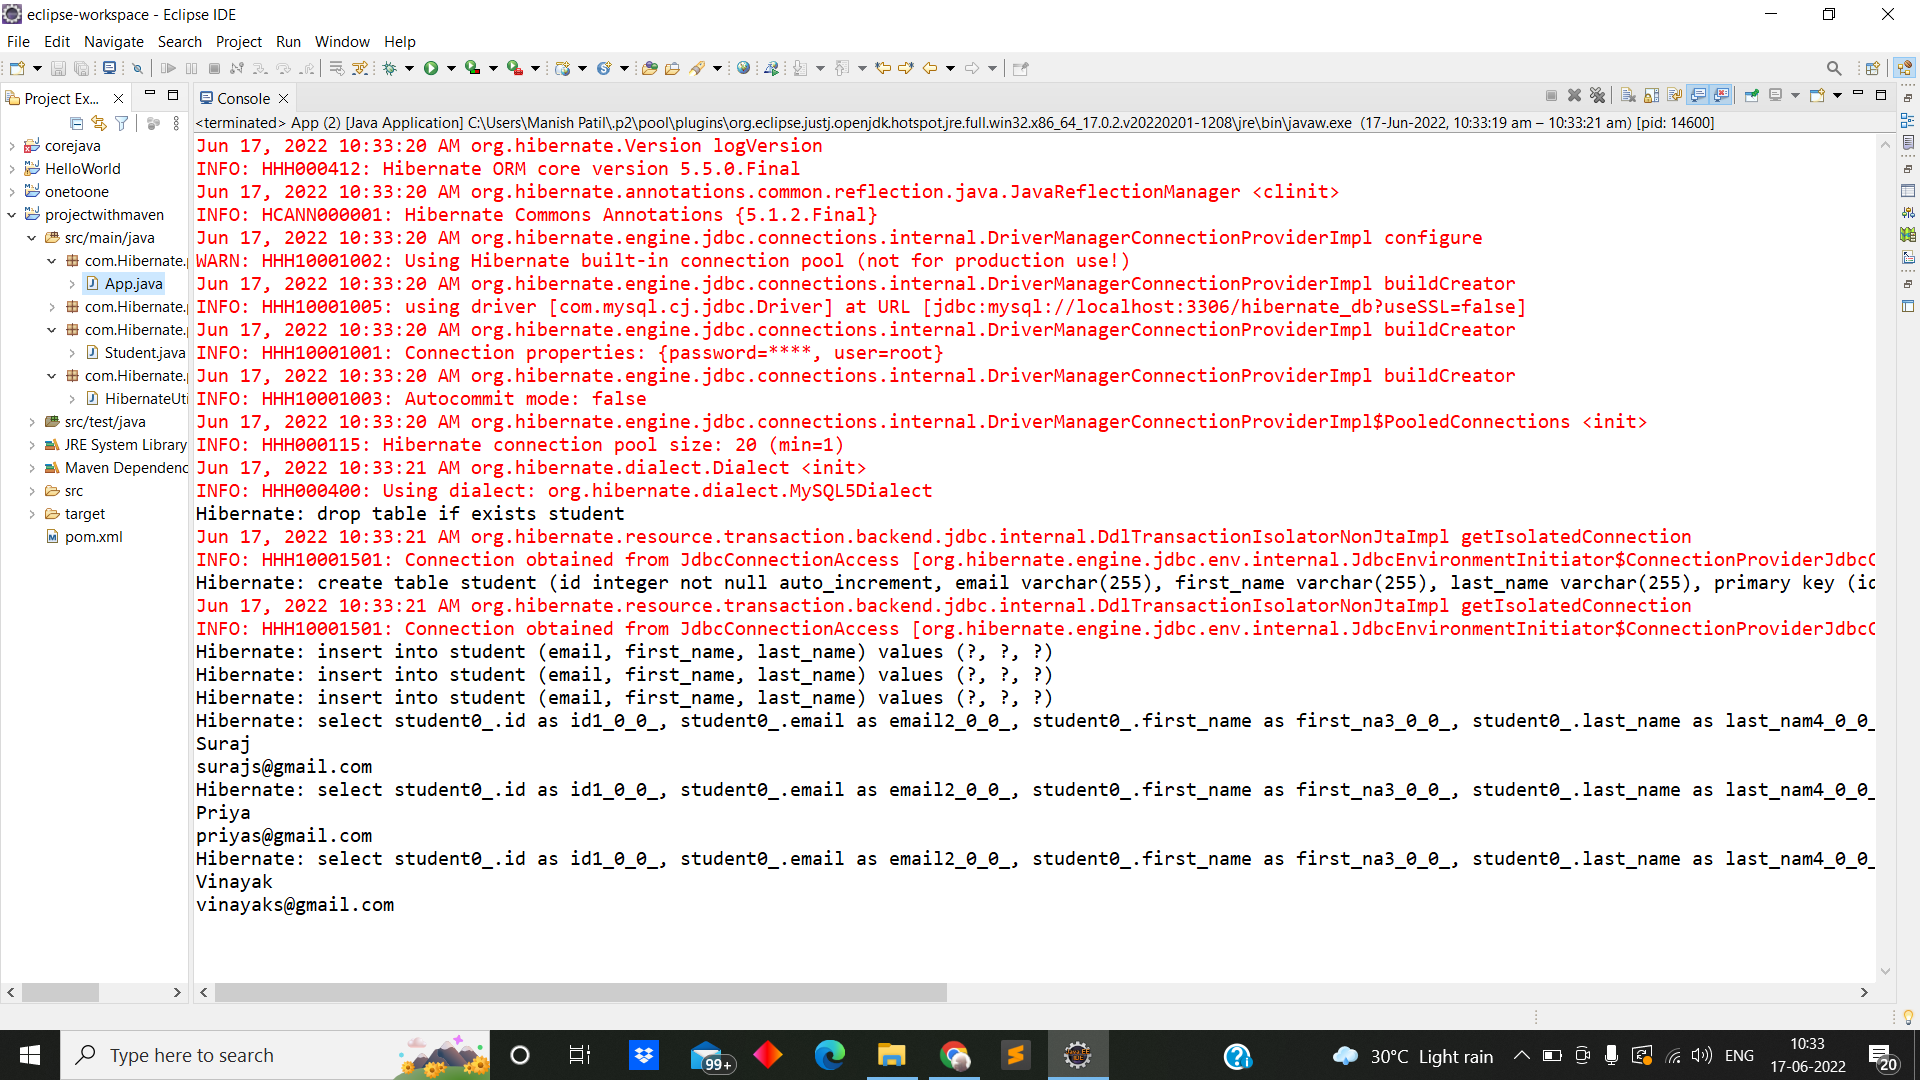 eclipse-workspace - Eclipse IDE
File Edit Navigate Search Project Run Window Help
Project Ex...
Console
<terminated> App (2) [Java Application] C:\Users\Manish Patil\.p2\pool\plugins\org.eclipse.justj.openjdk.hotspot.jre.full.win32.x86_64_17.0.2.v20220201-1208\jre\bin\javaw.exe (17-Jun-2022, 10:33:19 am – 10:33:21 am) [pid: 14600]
corejava
HelloWorld
onetoone
projectwithmaven
src/main/java
com.Hibernate.
App.java
com.Hibernate.
com.Hibernate.
Student.java
com.Hibernate.
HibernateUti
src/test/java
JRE System Library
Maven Dependenc
src
target
pom.xml
Jun 17, 2022 10:33:20 AM org.hibernate.Version logVersion
INFO: HHH000412: Hibernate ORM core version 5.5.0.Final
Jun 17, 2022 10:33:20 AM org.hibernate.annotations.common.reflection.java.JavaReflectionManager <clinit>
INFO: HCANN000001: Hibernate Commons Annotations {5.1.2.Final}
Jun 17, 2022 10:33:20 AM org.hibernate.engine.jdbc.connections.internal.DriverManagerConnectionProviderImpl configure
WARN: HHH10001002: Using Hibernate built-in connection pool (not for production use!)
Jun 17, 2022 10:33:20 AM org.hibernate.engine.jdbc.connections.internal.DriverManagerConnectionProviderImpl buildCreator
INFO: HHH10001005: using driver [com.mysql.cj.jdbc.Driver] at URL [jdbc:mysql://localhost:3306/hibernate_db?useSSL=false]
Jun 17, 2022 10:33:20 AM org.hibernate.engine.jdbc.connections.internal.DriverManagerConnectionProviderImpl buildCreator
INFO: HHH10001001: Connection properties: {password=****, user=root}
Jun 17, 2022 10:33:20 AM org.hibernate.engine.jdbc.connections.internal.DriverManagerConnectionProviderImpl buildCreator
INFO: HHH10001003: Autocommit mode: false
Jun 17, 2022 10:33:20 AM org.hibernate.engine.jdbc.connections.internal.DriverManagerConnectionProviderImpl$PooledConnections <init>
INFO: HHH000115: Hibernate connection pool size: 20 (min=1)
Jun 17, 2022 10:33:21 AM org.hibernate.dialect.Dialect <init>
INFO: HHH000400: Using dialect: org.hibernate.dialect.MySQL5Dialect
Hibernate: drop table if exists student
Jun 17, 2022 10:33:21 AM org.hibernate.resource.transaction.backend.jdbc.internal.DdlTransactionIsolatorNonJtaImpl getIsolatedConnection
INFO: HHH10001501: Connection obtained from JdbcConnectionAccess [org.hibernate.engine.jdbc.env.internal.JdbcEnvironmentInitiator$ConnectionProviderJdbcC
Hibernate: create table student (id integer not null auto_increment, email varchar(255), first_name varchar(255), last_name varchar(255), primary key (id
Jun 17, 2022 10:33:21 AM org.hibernate.resource.transaction.backend.jdbc.internal.DdlTransactionIsolatorNonJtaImpl getIsolatedConnection
INFO: HHH10001501: Connection obtained from JdbcConnectionAccess [org.hibernate.engine.jdbc.env.internal.JdbcEnvironmentInitiator$ConnectionProviderJdbcC
Hibernate: insert into student (email, first_name, last_name) values (?, ?, ?)
Hibernate: insert into student (email, first_name, last_name) values (?, ?, ?)
Hibernate: insert into student (email, first_name, last_name) values (?, ?, ?)
Hibernate: select student0_.id as id1_0_0_, student0_.email as email2_0_0_, student0_.first_name as first_na3_0_0_, student0_.last_name as last_nam4_0_0_
Suraj
surajs@gmail.com
Hibernate: select student0_.id as id1_0_0_, student0_.email as email2_0_0_, student0_.first_name as first_na3_0_0_, student0_.last_name as last_nam4_0_0_
Priya
priyas@gmail.com
Hibernate: select student0_.id as id1_0_0_, student0_.email as email2_0_0_, student0_.first_name as first_na3_0_0_, student0_.last_name as last_nam4_0_0_
Vinayak
vinayaks@gmail.com
Type here to search
99+
30°C Light rain
ENG
10:33
17-06-2022
20